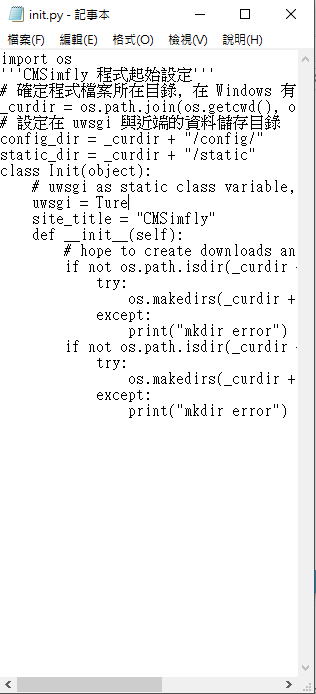 init.py - 記事本
檔案(F) 編輯(E) 格式(O) 檢視(V) 說明(H)
import os
'''CMSimfly 程式起始設定'''
# 確定程式檔案所在目錄, 在 Windows 有
_curdir = os.path.join(os.getcwd(), o
# 設定在 uwsgi 與近端的資料儲存目錄
config_dir = _curdir + "/config/"
static_dir = _curdir + "/static"
class Init(object):
    # uwsgi as static class variable,
    uwsgi = Ture
    site_title = "CMSimfly"
    def __init__(self):
        # hope to create downloads an
        if not os.path.isdir(_curdir
            try:
                os.makedirs(_curdir +
            except:
                print("mkdir error")
        if not os.path.isdir(_curdir
            try:
                os.makedirs(_curdir +
            except:
                print("mkdir error")